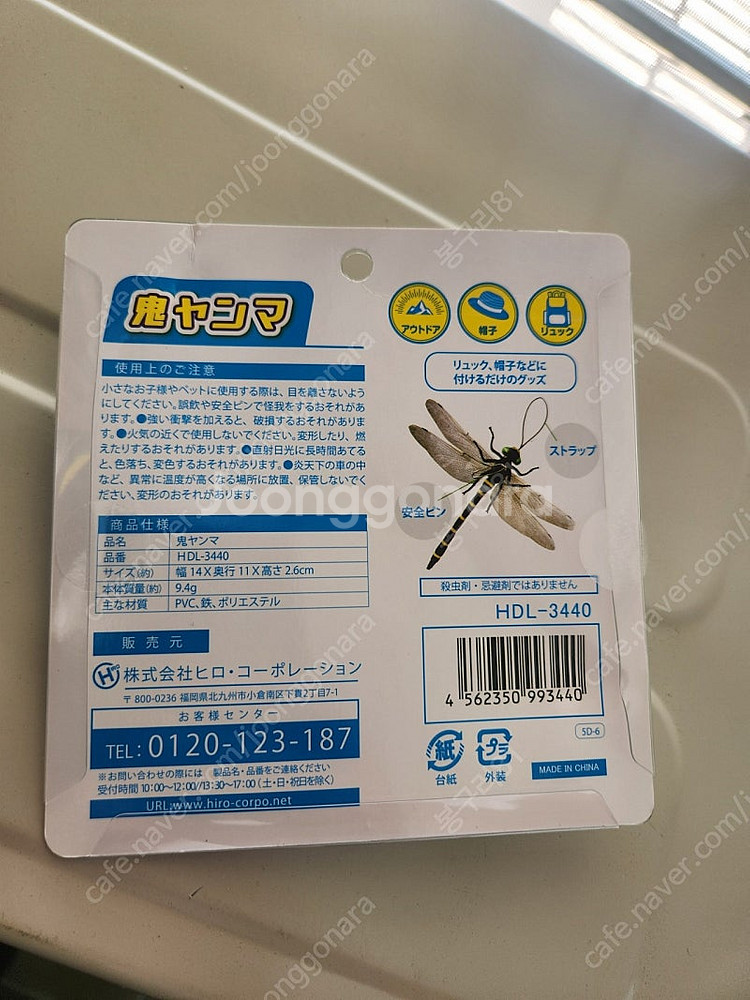 鬼ヤンマ
アウトドア
帽子
リュック
リュック、帽子などに
付けるだけのグッズ
使用上のご注意
小さなお子様やペットに使用する際は、目を離さないよう
にしてください。誤飲や安全ピンで怪我をするおそれがあり
ます。●強い衝撃を加えると、破損するおそれがありま
す。●火気の近くで使用しないでください。変形したり、燃
えたりするおそれがあります。●直射日光に長時間あてる
と、色落ち、変色するおそれがあります。●炎天下の車の中
など、異常に温度が高くなる場所に放置、保管しないでく
ださい、変形のおそれがあります。
ストラップ
安全ピン
商品仕様
品名 鬼ヤンマ
品番 HDL-3440
サイズ(約) 幅14X奥行11X高さ2.6cm
本体質量(約) 9.4g
主な材質 PVC、鉄、ポリエステル
殺虫剤・忌避剤ではありません
HDL-3440
4 562350 993440
販売元
株式会社ヒロ・コーポレーション
〒800-0236 福岡県北九州市小倉南区下貫2丁目7-1
お客様センター
TEL:0120-123-187
※お問い合わせの際には 製品名・品番をご連絡ください
受付時間 10:00〜12:00/13:30〜17:00(土・日・祝日を除く)
URL:www.hiro-corpo.net
5D-6
紙
プラ
台紙
外装
MADE IN CHINA
Joonggonara
cafe.naver.com/joonggonara
봉구리81